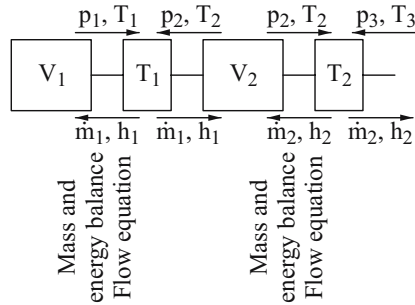 p₁, T₁ p₂, T₂ p₂, T₂ p₃, T₃
V₁ T₁ V₂ T₂
ṁ₁, h₁ ṁ₁, h₁ ṁ₂, h₂ ṁ₂, h₂
Mass and
energy balance
Flow equation
Mass and
energy balance
Flow equation